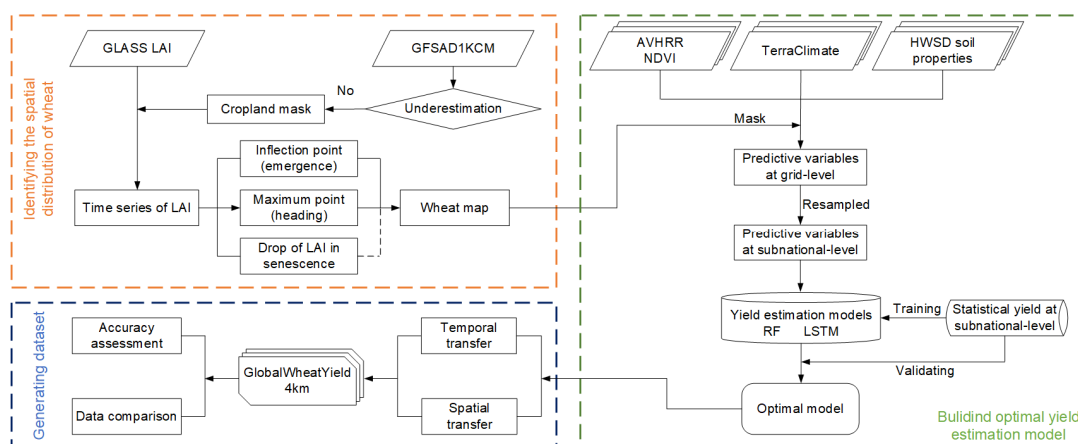 Identifying the spatial
distribution of wheat
GLASS LAI
GFSAD1KCM
No
Cropland mask
Underestimation
Inflection point
(emergence)
Time series of LAI
Maximum point
(heading)
Wheat map
Drop of LAI in
senescence
AVHRR
NDVI
TerraClimate
HWSD soil
properties
Mask
Predictive variables
at grid-level
Resampled
Predictive variables
at subnational-level
Yield estimation models
RF LSTM
Training
Statistical yield at
subnational-level
Validating
Optimal model
Bulidind optimal yield
estimation model
Generating dataset
Accuracy
assessment
Temporal
transfer
GlobalWheatYield
4km
Data comparison
Spatial
transfer